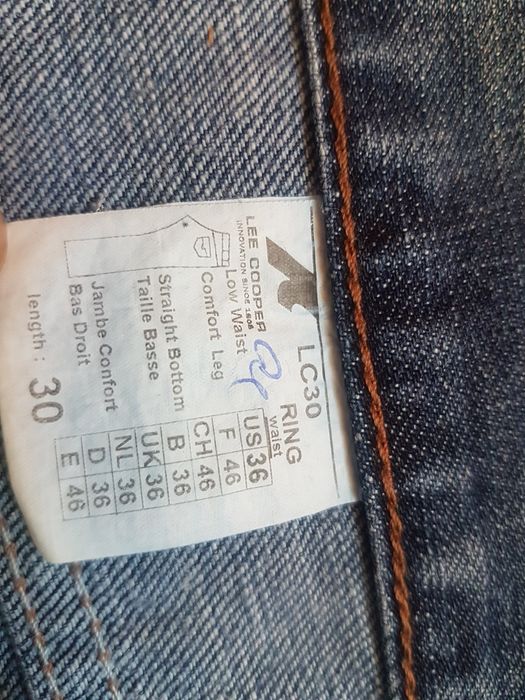 LC30
RING
LEE COOPER
INNOVATION SINCE 1908
Low Waist
Comfort Leg
Straight Bottom
Taille Basse
Jambe Confort
Bas Droit
length : 30
waist
US 36
F 46
CH 46
B 36
UK 36
NL 36
D 36
E 46